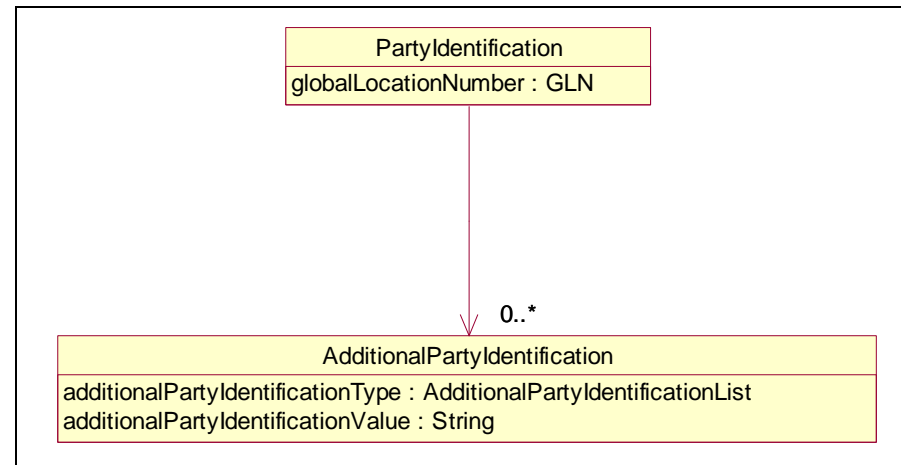 PartyIdentification
globalLocationNumber : GLN
0..*
AdditionalPartyIdentification
additionalPartyIdentificationType : AdditionalPartyIdentificationList
additionalPartyIdentificationValue : String